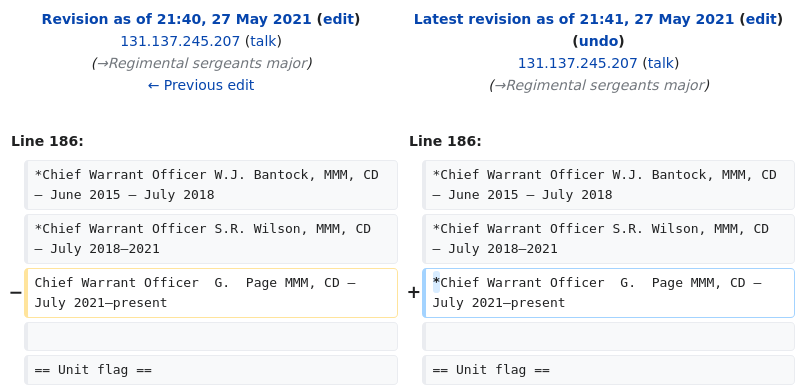 Revision as of 21:40, 27 May 2021 (edit)
131.137.245.207 (talk)
(→Regimental sergeants major)
← Previous edit
Latest revision as of 21:41, 27 May 2021 (edit)
(undo)
131.137.245.207 (talk)
(→Regimental sergeants major)
Line 186:
*Chief Warrant Officer W.J. Bantock, MMM, CD
– June 2015 – July 2018
*Chief Warrant Officer S.R. Wilson, MMM, CD
– July 2018–2021
− Chief Warrant Officer  G.  Page MMM, CD –
July 2021–present
== Unit flag ==
Line 186:
*Chief Warrant Officer W.J. Bantock, MMM, CD
– June 2015 – July 2018
*Chief Warrant Officer S.R. Wilson, MMM, CD
– July 2018–2021
+ *Chief Warrant Officer  G.  Page MMM, CD –
July 2021–present
== Unit flag ==